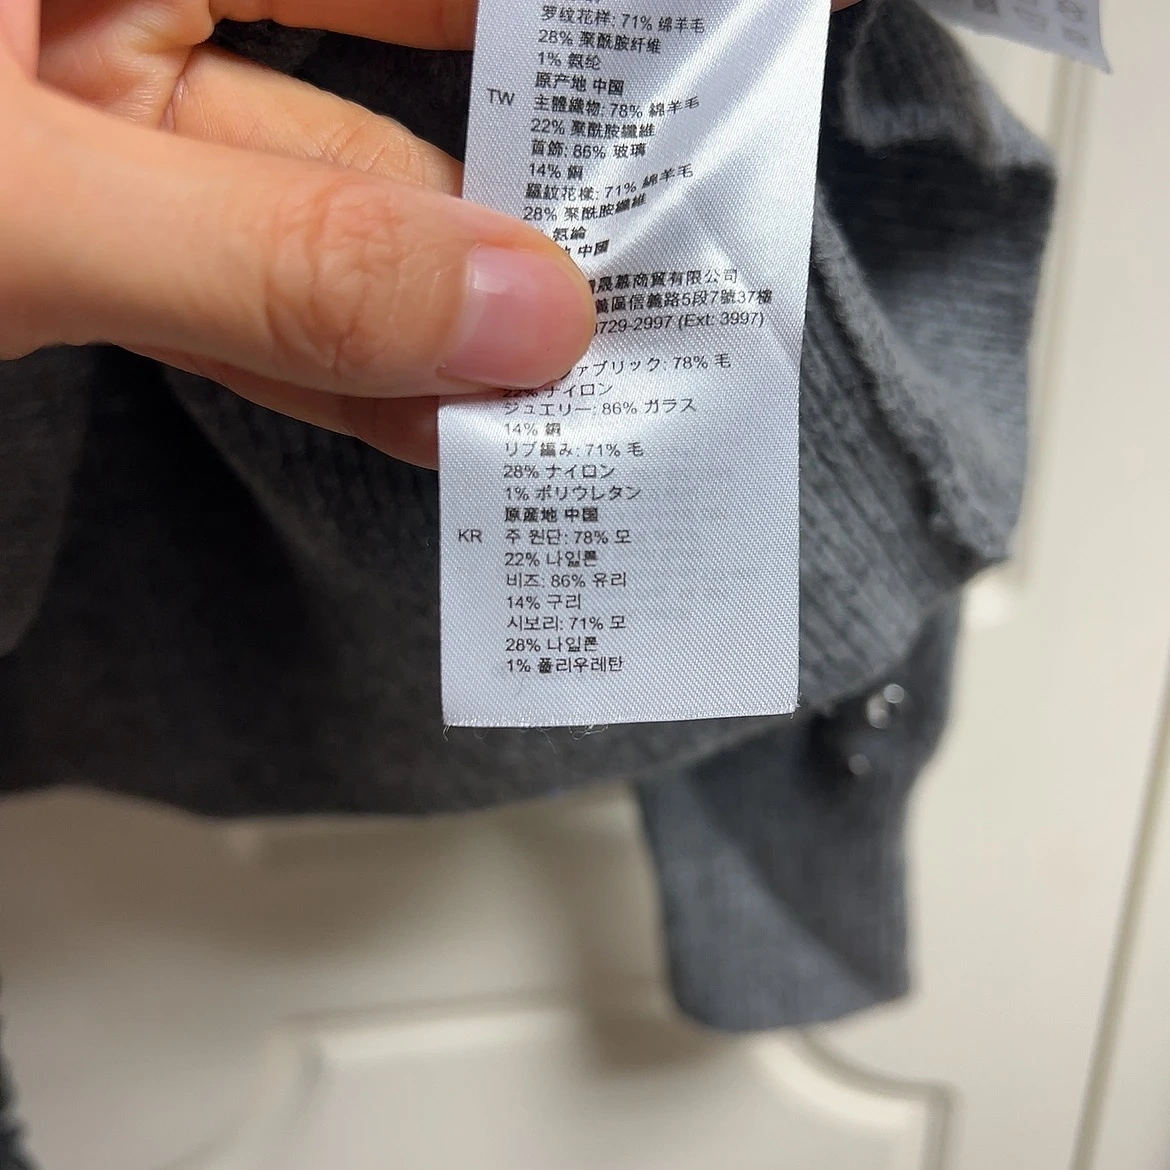 罗纹花样: 71% 绵羊毛
28% 聚酰胺纤维
1% 氨纶
原产地 中国
TW 主體織物: 78% 綿羊毛
22% 聚酰胺纖維
首飾: 86% 玻璃
14% 銅
羅紋花樣: 71% 綿羊毛
28% 聚酰胺纖維
氨綸
中國
晟慕商貿有限公司
區信義路5段7號37樓
729-2997 (Ext: 3997)
ァブリック: 78% 毛
22% ナイロン
ジュエリー: 86% ガラス
14% 銅
リブ編み: 71% 毛
28% ナイロン
1% ポリウレタン
原産地 中国
KR 주 원단: 78% 모
22% 나일론
비즈: 86% 유리
14% 구리
시보리: 71% 모
28% 나일론
1% 폴리우레탄